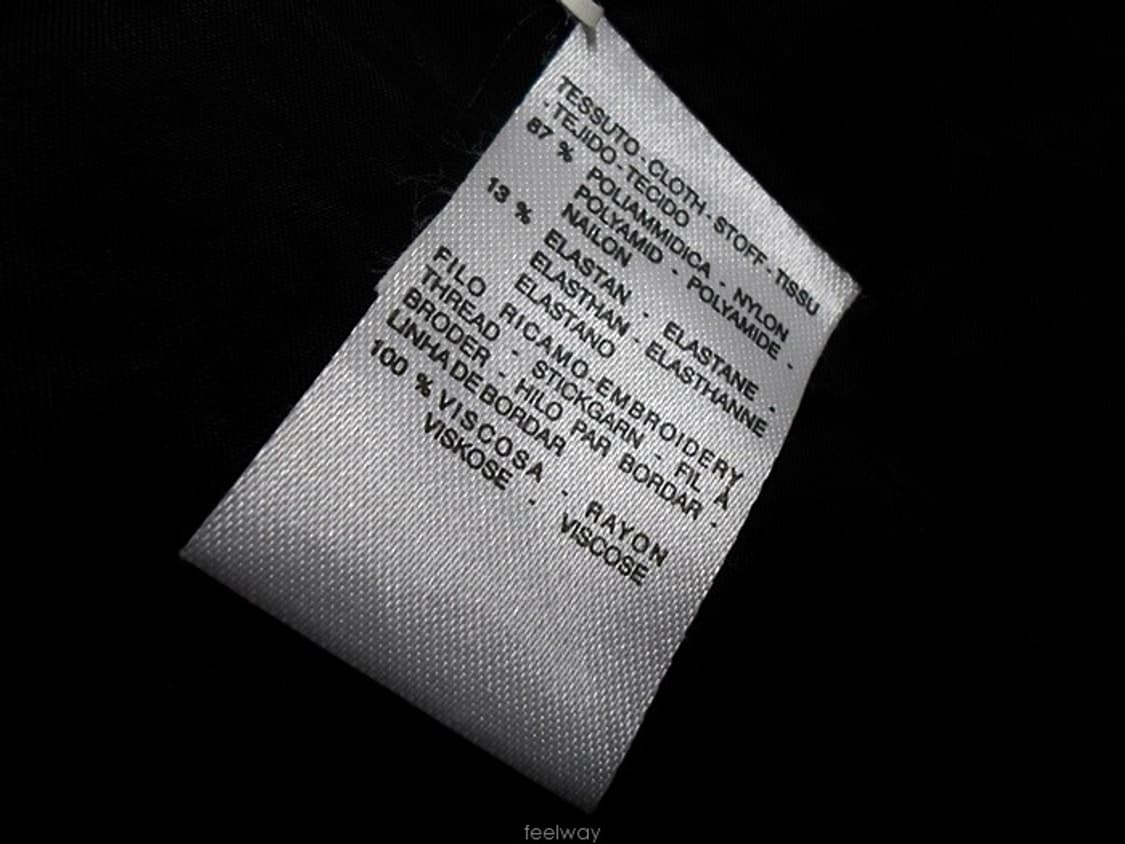 TESSUTO - CLOTH - STOFF - TISSU
- TEJIDO - TECIDO
87 % POLIAMMIDICA - NYLON
POLYAMID - POLYAMIDE -
NAILON
13 % ELASTAN - ELASTANE -
ELASTHAN - ELASTHANNE
ELASTANO
FILO RICAMO-EMBROIDERY
THREAD - STICKGARN - FIL A
BRODER - HILO PAR BORDAR -
LINHA DE BORDAR
100 % VISCOSA - RAYON
VISKOSE - VISCOSE
feelway